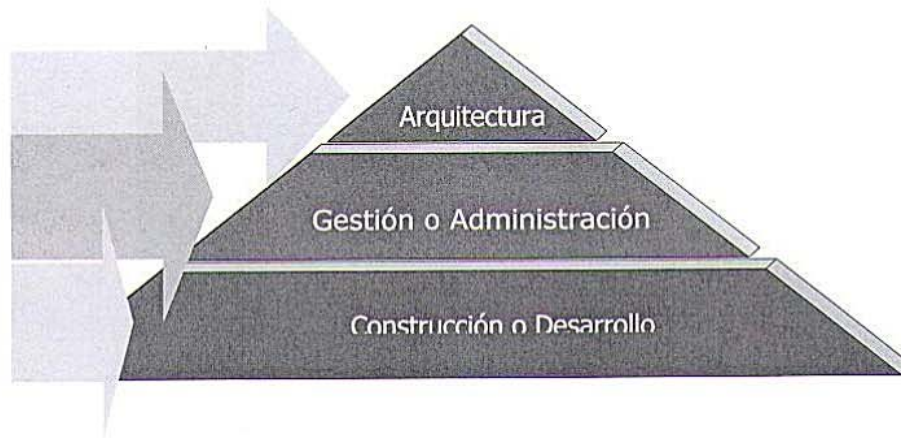 Arquitectura
Gestión o Administración
Construcción o Desarrollo